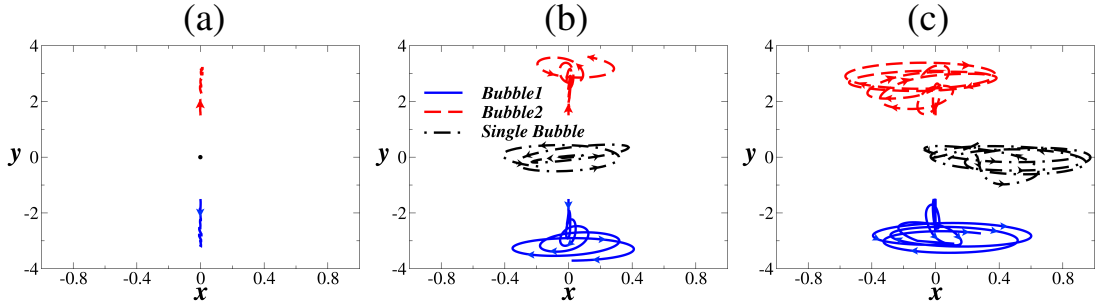 (a) (b) (c)
4 4 4
2 2 2
y 0 y 0 y 0
-2 -2 -2
-4 -4 -4
Bubble1
Bubble2
Single Bubble
-0.8 -0.4 0 0.4 0.8 -0.8 -0.4 0 0.4 0.8 -0.8 -0.4 0 0.4 0.8
x x x